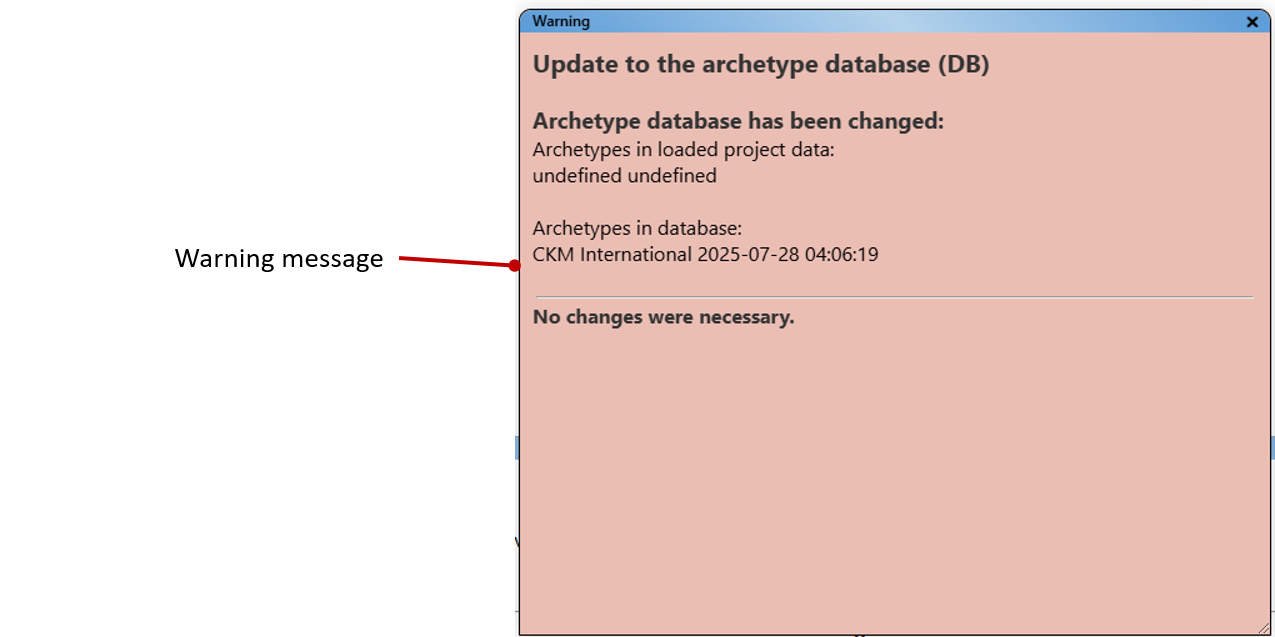 Warning
Update to the archetype database (DB)
Archetype database has been changed:
Archetypes in loaded project data:
undefined undefined
Archetypes in database:
Warning message
CKM International 2025-07-28 04:06:19
No changes were necessary.